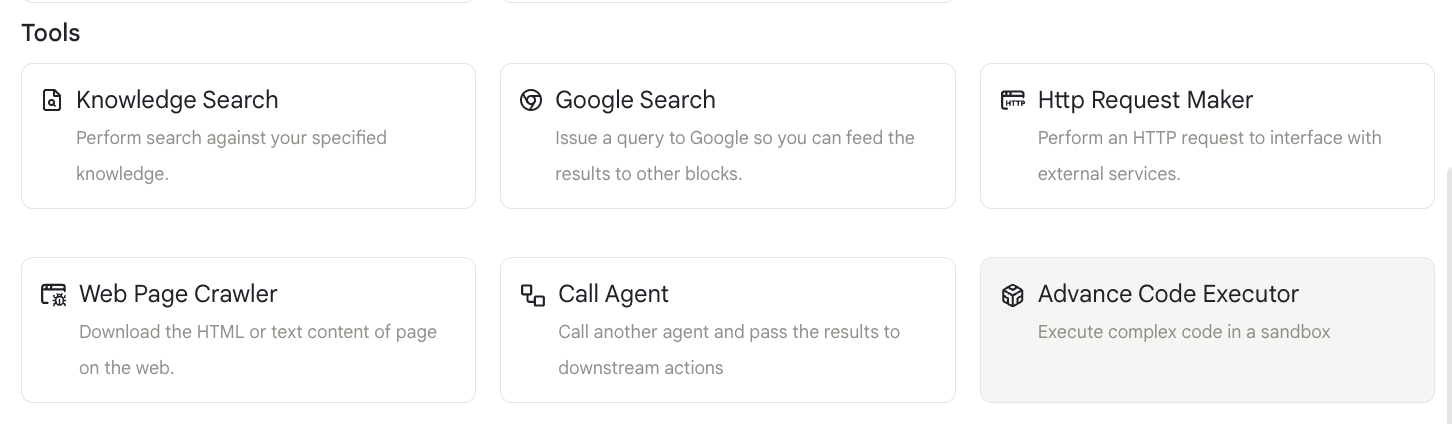 Tools
Knowledge Search
Perform search against your specified
knowledge.
Google Search
Issue a query to Google so you can feed the
results to other blocks.
Http Request Maker
Perform an HTTP request to interface with
external services.
Web Page Crawler
Download the HTML or text content of page
on the web.
Call Agent
Call another agent and pass the results to
downstream actions
Advance Code Executor
Execute complex code in a sandbox